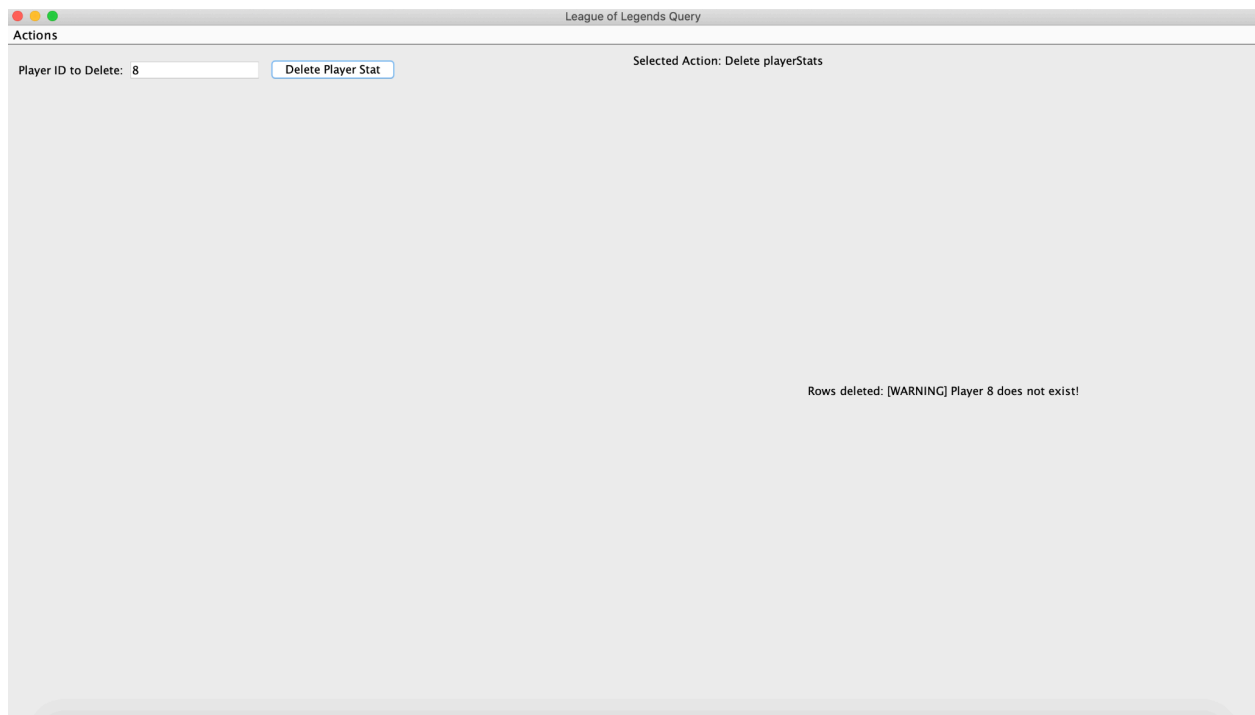 League of Legends Query
Actions
Player ID to Delete: 8 Delete Player Stat
Selected Action: Delete playerStats
Rows deleted: [WARNING] Player 8 does not exist!